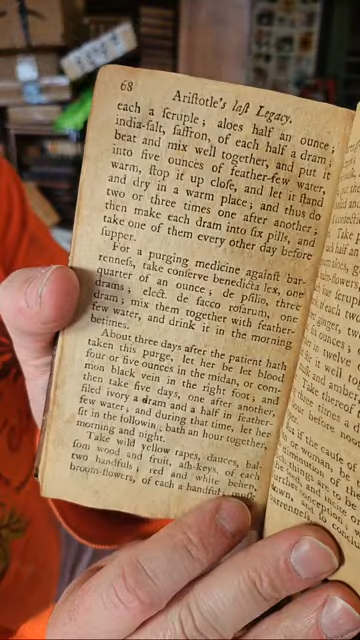 68
Ariſtotle's laſt Legacy.
each a ſcruple; aloes half an ounce;
india-ſalt, ſaffron, of each half a dram;
beat and mix well together, and put it
into five ounces of feather-few water,
warm, ſtop it up cloſe, and let it ſtand
and dry in a warm place; and thus do
two or three times one after another;
then make each dram into ſix pills, and
take one of them every other day before
ſupper.
For a purging medicine againſt bar-
renneſs, take conſerve benedicta lex, one
quarter of an ounce; de pſilio, three
drams; elect. de ſacco roſarum, one
dram; mix them together with feather-
few water, and drink it in the morning
betimes.
About three days after the patient hath
taken this purge, let her be let blood
four or five ounces in the midan, or com-
mon black vein in the right foot; and
then take five days, one after another,
filed ivory a dram and a half in feather-
few water; and during that time, let her
ſit in the followin, bath an hour together,
morning and night.
Take wild yellow rapes, dauces, bal-
ſom wood and fruit, aſh-keys, of each
two handfuls; red and white behen,
broom-flowers, of each a handful;